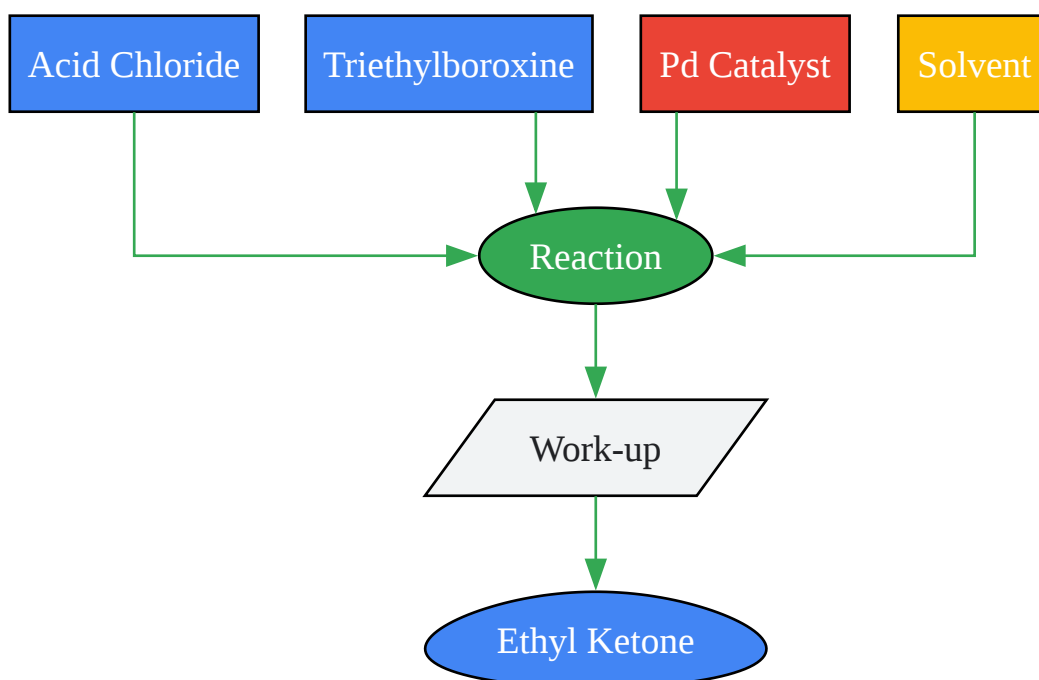 Acid Chloride
Triethylboroxine
Pd Catalyst
Solvent
Reaction
Work-up
Ethyl Ketone